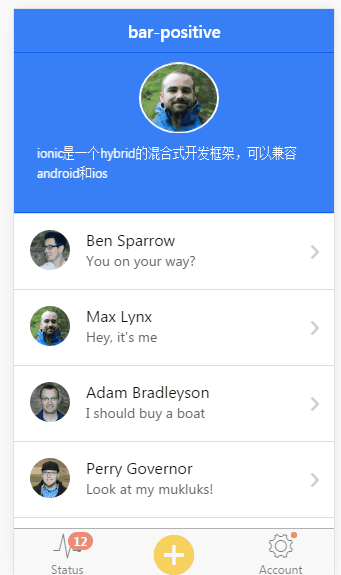 bar-positive
ionic是一个hybrid的混合式开发框架，可以兼容
android和ios
Ben Sparrow
You on your way?
Max Lynx
Hey, it's me
Adam Bradleyson
I should buy a boat
Perry Governor
Look at my mukluks!
12
Status
Account